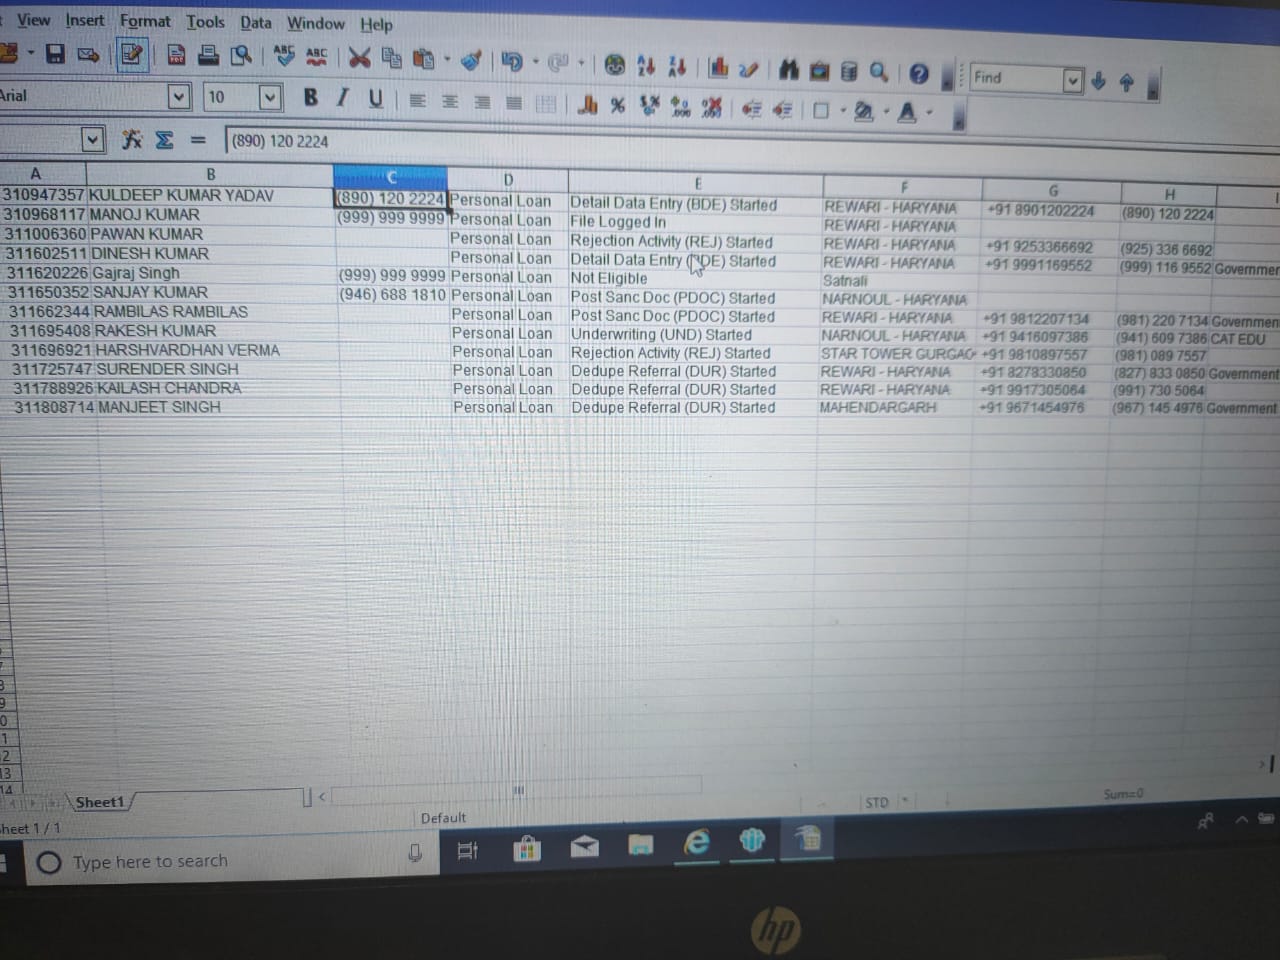 View Insert Format Tools Data Window Help
ABC ABC Find
Arial 10 B I U % A
(890) 120 2224
A B C D E F G H I
310947357 KULDEEP KUMAR YADAV (890) 120 2224 Personal Loan Detail Data Entry (BDE) Started REWARI - HARYANA +91 8901202224 (890) 120 2224
310968117 MANOJ KUMAR (999) 999 9999 Personal Loan File Logged In REWARI - HARYANA
311006360 PAWAN KUMAR Personal Loan Rejection Activity (REJ) Started REWARI - HARYANA +91 9253366692 (925) 336 6692
311602511 DINESH KUMAR Personal Loan Detail Data Entry Started REWARI - HARYANA +91 9991169552 (999) 116 9552 Governmen
311620226 Gajraj Singh (999) 999 9999 Personal Loan Not Eligible Satnali
311650352 SANJAY KUMAR (946) 688 1810 Personal Loan Post Sanc Doc (PDOC) Started NARNOUL - HARYANA
311662344 RAMBILAS RAMBILAS Personal Loan Post Sanc Doc (PDOC) Started REWARI - HARYANA +91 9812207134 (981) 220 7134 Governmen
311695408 RAKESH KUMAR Personal Loan Underwriting (UND) Started NARNOUL - HARYANA +91 9416097386 (941) 609 7386 CAT EDU
311696921 HARSHVARDHAN VERMA Personal Loan Rejection Activity (REJ) Started STAR TOWER GURGAO +91 9810897557 (981) 089 7557
311725747 SURENDER SINGH Personal Loan Dedupe Referral (DUR) Started REWARI - HARYANA +91 8278330850 (827) 833 0850 Government
311788926 KAILASH CHANDRA Personal Loan Dedupe Referral (DUR) Started REWARI - HARYANA +91 9917305064 (991) 730 5064
311808714 MANJEET SINGH Personal Loan Dedupe Referral (DUR) Started MAHENDARGARH +91 9671454976 (967) 145 4976 Government
Sheet1
heet 1 / 1 Default STD Sum=0
Type here to search
hp